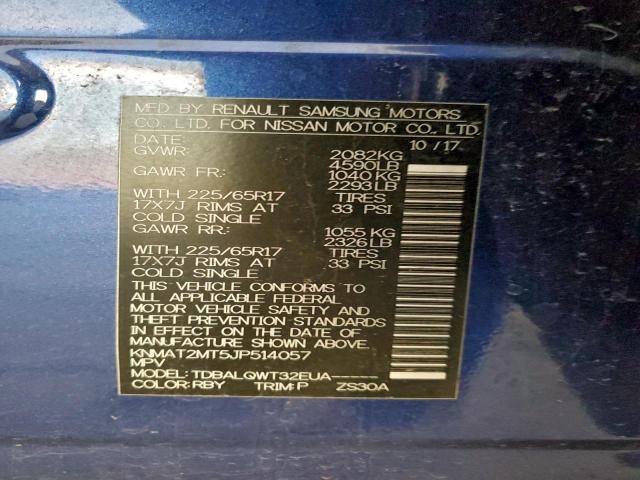 MFD BY RENAULT SAMSUNG MOTORS
CO. LTD. FOR NISSAN MOTOR CO. LTD.
DATE: 10/17
GVWR: 2082KG
4590LB
GAWR FR: 1040 KG
2293LB
WITH 225/65R17 TIRES
17X7J RIMS AT 33 PSI
COLD SINGLE
GAWR RR: 1055 KG
2326LB
WITH 225/65R17 TIRES
17X7J RIMS AT 33 PSI
COLD SINGLE
THIS VEHICLE CONFORMS TO
ALL APPLICABLE FEDERAL
MOTOR VEHICLE SAFETY AND
THEFT PREVENTION STANDARDS
IN EFFECT ON THE DATE OF
MANUFACTURE SHOWN ABOVE.
KNMAT2MT5JP514057
MPV
MODEL: TDBALGWT32EUA-----
COLOR: RBY TRIM: P ZS30A